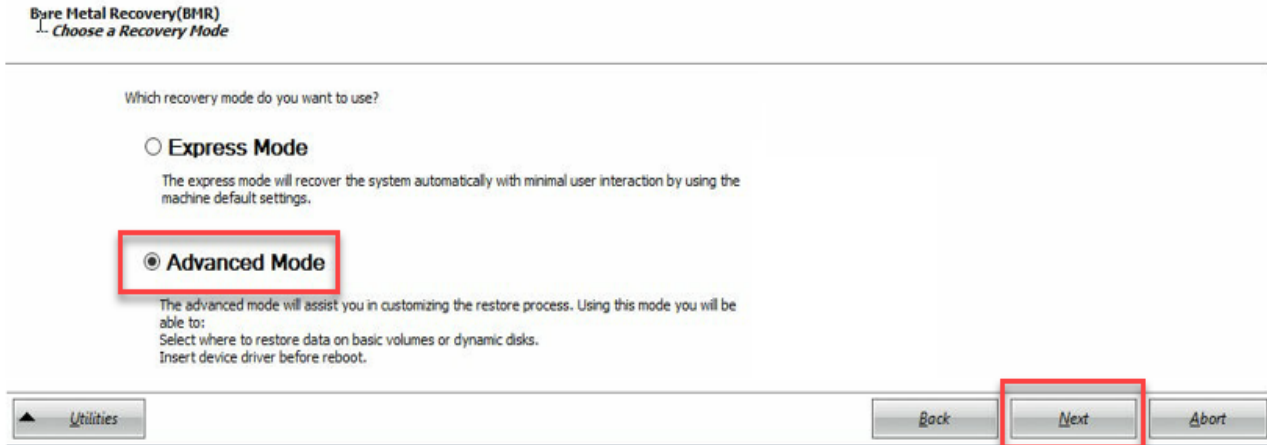 Bare Metal Recovery(BMR)
-- Choose a Recovery Mode
Which recovery mode do you want to use?
Express Mode
The express mode will recover the system automatically with minimal user interaction by using the
machine default settings.
Advanced Mode
The advanced mode will assist you in customizing the restore process. Using this mode you will be
able to:
Select where to restore data on basic volumes or dynamic disks.
Insert device driver before reboot.
Utilities
Back
Next
Abort